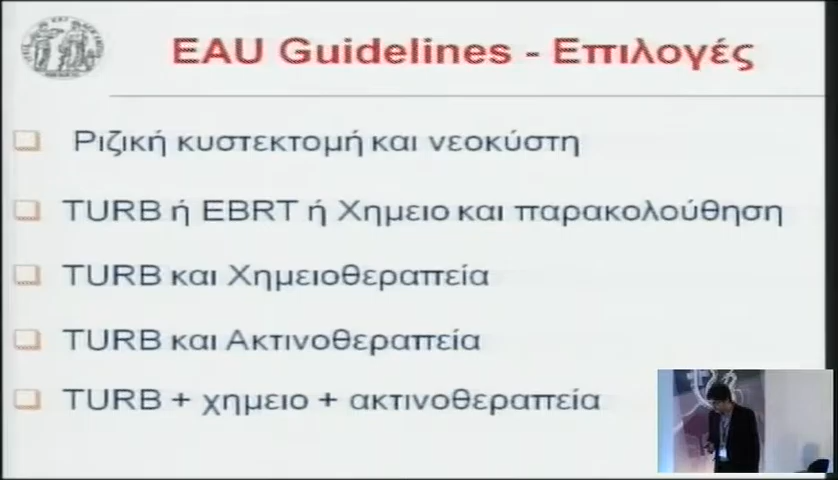 EAU Guidelines - Επιλογές
Ριζική κυστεκτομή και νεοκύστη
TURB ή EBRT ή Χημειο και παρακολούθηση
TURB και Χημειοθεραπεία
TURB και Ακτινοθεραπεία
TURB + χημειο + ακτινοθεραπεία